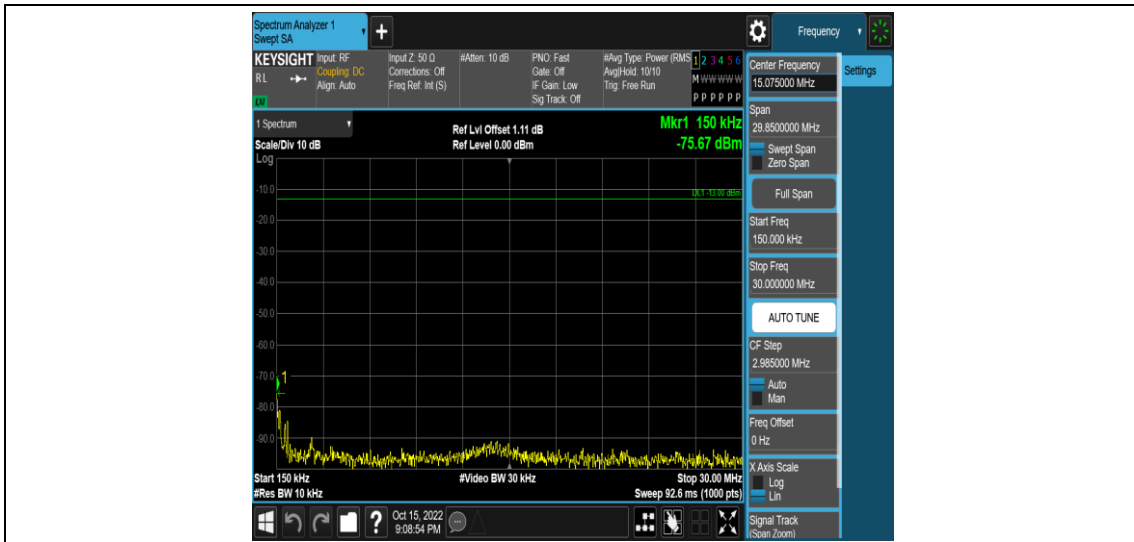 Spectrum Analyzer 1
Swept SA
+
Frequency
KEYSIGHT
RL
LXI
Input: RF
Coupling: DC
Align: Auto
Input Z: 50 Ω
Corrections: Off
Freq Ref: Int (S)
#Atten: 10 dB
PNO: Fast
Gate: Off
IF Gain: Low
Sig Track: Off
#Avg Type: Power (RMS
Avg|Hold: 10/10
Trig: Free Run
1 2 3 4 5 6
M W W W W W
P P P P P P
1 Spectrum
Scale/Div 10 dB
Log
Ref Lvl Offset 1.11 dB
Ref Level 0.00 dBm
Mkr1 150 kHz
-75.67 dBm
DL1 -13.00 dBm
-10.0
-20.0
-30.0
-40.0
-50.0
-60.0
-70.0
1
-80.0
-90.0
Start 150 kHz
#Res BW 10 kHz
#Video BW 30 kHz
Stop 30.00 MHz
Sweep 92.6 ms (1000 pts)
?
Oct 15, 2022
9:08:54 PM
Center Frequency
15.075000 MHz
Settings
Span
29.8500000 MHz
Swept Span
Zero Span
Full Span
Start Freq
150.000 kHz
Stop Freq
30.000000 MHz
AUTO TUNE
CF Step
2.985000 MHz
Auto
Man
Freq Offset
0 Hz
X Axis Scale
Log
Lin
Signal Track
(Span Zoom)